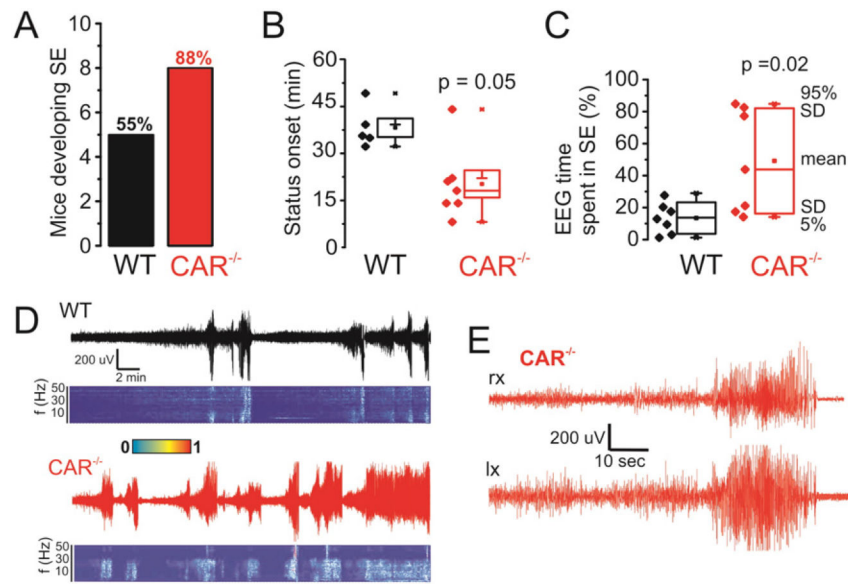 A
Mice developing SE
10
8
6
4
2
0
55%
88%
WT
CAR-/-
B
Status onset (min)
60
45
30
15
0
p = 0.05
WT
CAR-/-
C
EEG time
spent in SE (%)
100
80
60
40
20
0
p =0.02
95%
SD
mean
SD
5%
WT
CAR-/-
D
WT
200 uV
2 min
f (Hz)
50
30
10
0
1
CAR-/-
f (Hz)
50
30
10
E
CAR-/-
rx
200 uV
10 sec
lx